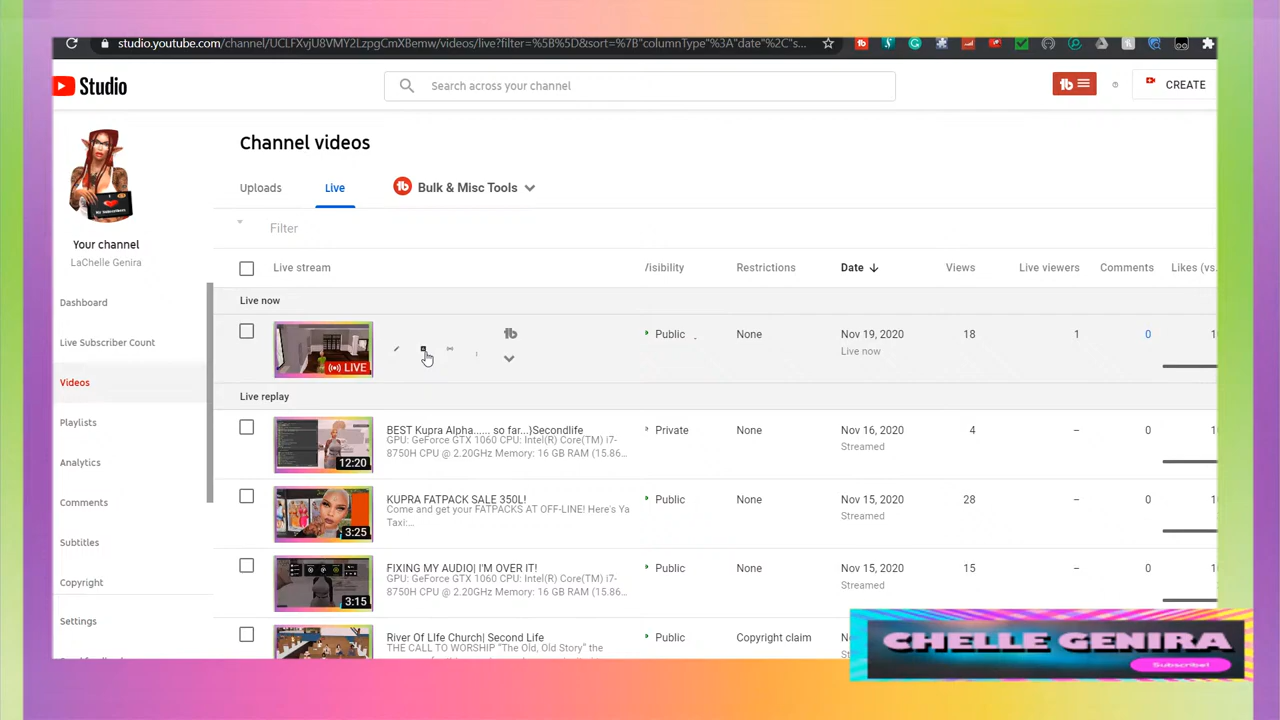 studio.youtube.com/channel/UCLFXvjU8VMY2LzpgCmXBemw/videos/live?filter=%5B%5D&sort=%7B"columnType"%3A"date"%2C"s...
Studio
Search across your channel
CREATE
Channel videos
Uploads Live Bulk & Misc Tools
Filter
Your channel
LaChelle Genira
Dashboard
Live Subscriber Count
Videos
Playlists
Analytics
Comments
Subtitles
Copyright
Settings
Live stream Visibility Restrictions Date Views Live viewers Comments Likes (vs.
Live now
LIVE
Public None Nov 19, 2020 18 1 0
Live now
Live replay
BEST Kupra Alpha...... so far...)Secondlife
GPU: GeForce GTX 1060 CPU: Intel(R) Core(TM) i7-
8750H CPU @ 2.20GHz Memory: 16 GB RAM (15.86...
12:20
Private None Nov 16, 2020 4 – 0
Streamed
KUPRA FATPACK SALE 350L!
Come and get your FATPACKS AT OFF-LINE! Here's Ya
Taxi:...
3:25
Public None Nov 15, 2020 28 – 0
Streamed
FIXING MY AUDIO| I'M OVER IT!
GPU: GeForce GTX 1060 CPU: Intel(R) Core(TM) i7-
8750H CPU @ 2.20GHz Memory: 16 GB RAM (15.86...
3:15
Public None Nov 15, 2020 15 – 0
Streamed
River Of LIfe Church| Second Life
THE CALL TO WORSHIP "The Old, Old Story" the
Public Copyright claim
CHELLE GENIRA
Subscribe!